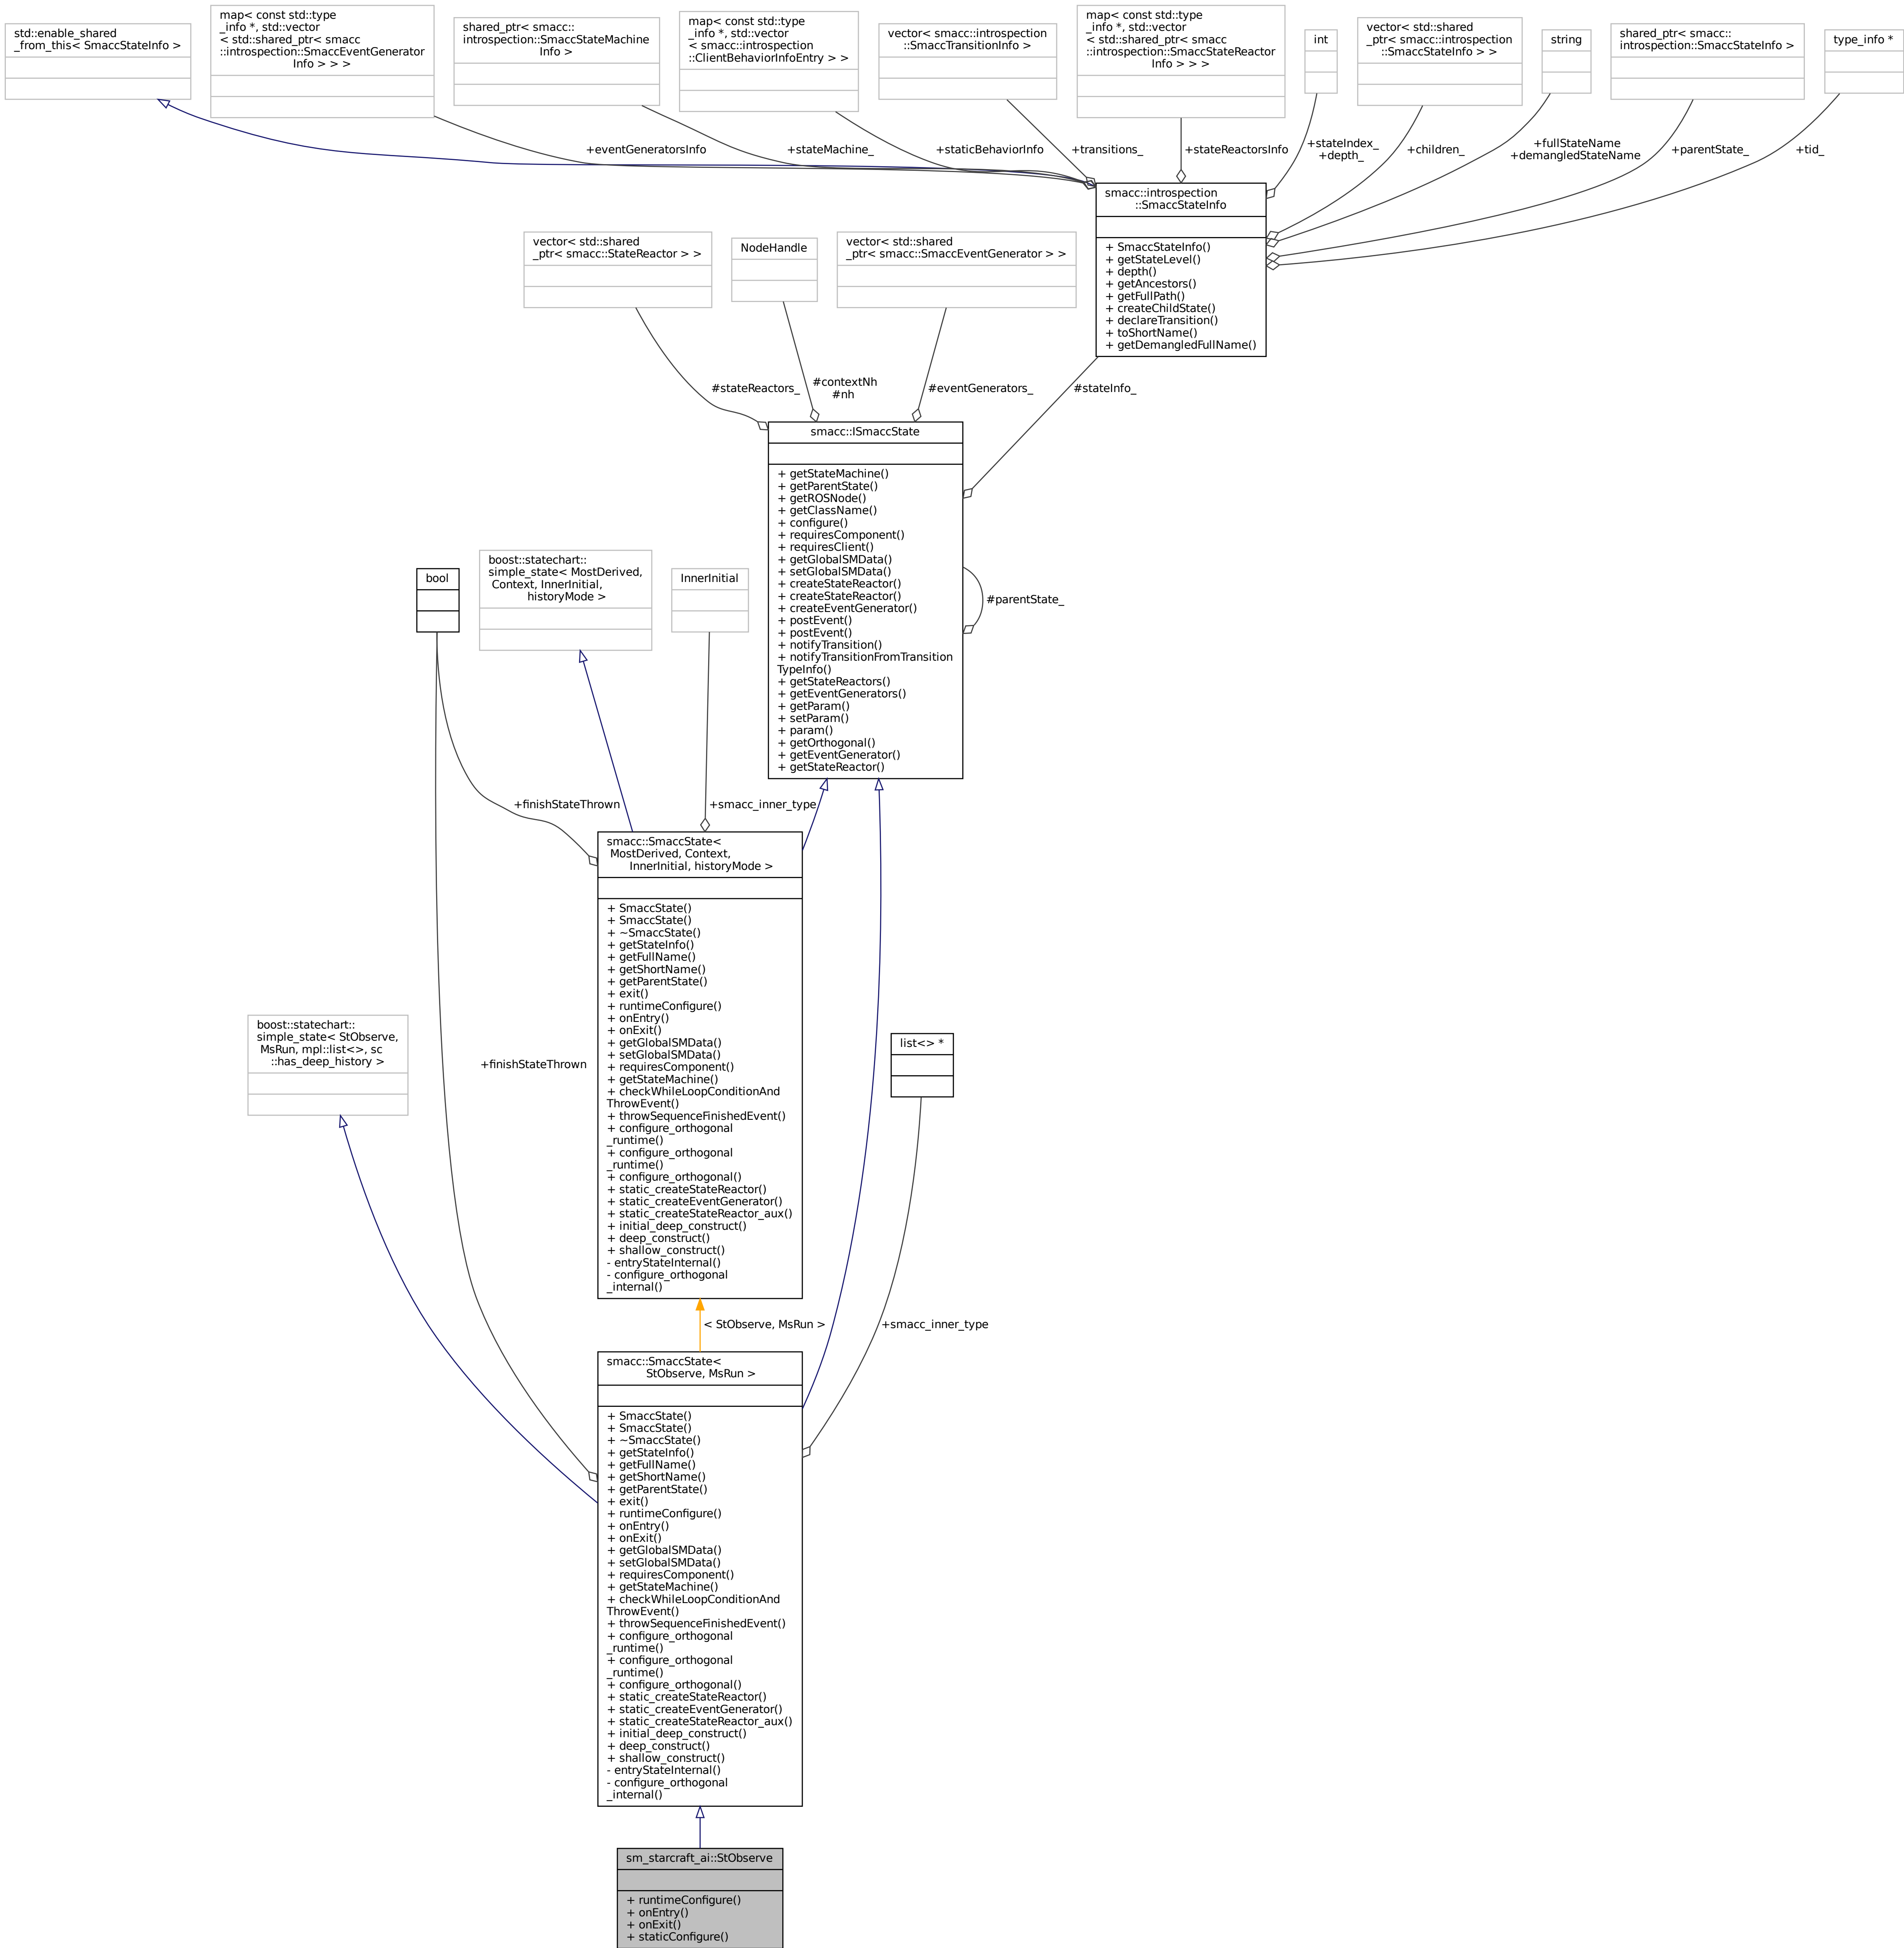 std::enable_shared
_from_this< SmaccStateInfo >
map< const std::type
_info *, std::vector
< std::shared_ptr< smacc
::introspection::SmaccEventGenerator
Info > > >
shared_ptr< smacc::
introspection::SmaccStateMachine
Info >
map< const std::type
_info *, std::vector
< smacc::introspection
::ClientBehaviorInfoEntry > >
vector< smacc::introspection
::SmaccTransitionInfo >
map< const std::type
_info *, std::vector
< std::shared_ptr< smacc
::introspection::SmaccStateReactor
Info > > >
int
vector< std::shared
_ptr< smacc::introspection
::SmaccStateInfo > >
string
shared_ptr< smacc::
introspection::SmaccStateInfo >
type_info *
+eventGeneratorsInfo
+stateMachine_
+staticBehaviorInfo
+transitions_
+stateReactorsInfo
+stateIndex_
+depth_
+children_
+fullStateName
+demangledStateName
+parentState_
+tid_
smacc::introspection
::SmaccStateInfo
+ SmaccStateInfo()
+ getStateLevel()
+ depth()
+ getAncestors()
+ getFullPath()
+ createChildState()
+ declareTransition()
+ toShortName()
+ getDemangledFullName()
vector< std::shared
_ptr< smacc::StateReactor > >
NodeHandle
vector< std::shared
_ptr< smacc::SmaccEventGenerator > >
#stateReactors_
#contextNh
#nh
#eventGenerators_
#stateInfo_
smacc::ISmaccState
+ getStateMachine()
+ getParentState()
+ getROSNode()
+ getClassName()
+ configure()
+ requiresComponent()
+ requiresClient()
+ getGlobalSMData()
+ setGlobalSMData()
+ createStateReactor()
+ createStateReactor()
+ createEventGenerator()
+ postEvent()
+ postEvent()
+ notifyTransition()
+ notifyTransitionFromTransition
TypeInfo()
+ getStateReactors()
+ getEventGenerators()
+ getParam()
+ setParam()
+ param()
+ getOrthogonal()
+ getEventGenerator()
+ getStateReactor()
#parentState_
bool
boost::statechart::
simple_state< MostDerived,
Context, InnerInitial,
historyMode >
InnerInitial
+finishStateThrown
+smacc_inner_type
smacc::SmaccState<
MostDerived, Context,
InnerInitial, historyMode >
+ SmaccState()
+ SmaccState()
+ ~SmaccState()
+ getStateInfo()
+ getFullName()
+ getShortName()
+ getParentState()
+ exit()
+ runtimeConfigure()
+ onEntry()
+ onExit()
+ getGlobalSMData()
+ setGlobalSMData()
+ requiresComponent()
+ getStateMachine()
+ checkWhileLoopConditionAnd
ThrowEvent()
+ throwSequenceFinishedEvent()
+ configure_orthogonal
_runtime()
+ configure_orthogonal
_runtime()
+ configure_orthogonal()
+ static_createStateReactor()
+ static_createEventGenerator()
+ static_createStateReactor_aux()
+ initial_deep_construct()
+ deep_construct()
+ shallow_construct()
- entryStateInternal()
- configure_orthogonal
_internal()
boost::statechart::
simple_state< StObserve,
MsRun, mpl::list<>, sc
::has_deep_history >
+finishStateThrown
list<> *
< StObserve, MsRun >
+smacc_inner_type
smacc::SmaccState<
StObserve, MsRun >
+ SmaccState()
+ SmaccState()
+ ~SmaccState()
+ getStateInfo()
+ getFullName()
+ getShortName()
+ getParentState()
+ exit()
+ runtimeConfigure()
+ onEntry()
+ onExit()
+ getGlobalSMData()
+ setGlobalSMData()
+ requiresComponent()
+ getStateMachine()
+ checkWhileLoopConditionAnd
ThrowEvent()
+ throwSequenceFinishedEvent()
+ configure_orthogonal
_runtime()
+ configure_orthogonal
_runtime()
+ configure_orthogonal()
+ static_createStateReactor()
+ static_createEventGenerator()
+ static_createStateReactor_aux()
+ initial_deep_construct()
+ deep_construct()
+ shallow_construct()
- entryStateInternal()
- configure_orthogonal
_internal()
sm_starcraft_ai::StObserve
+ runtimeConfigure()
+ onEntry()
+ onExit()
+ staticConfigure()